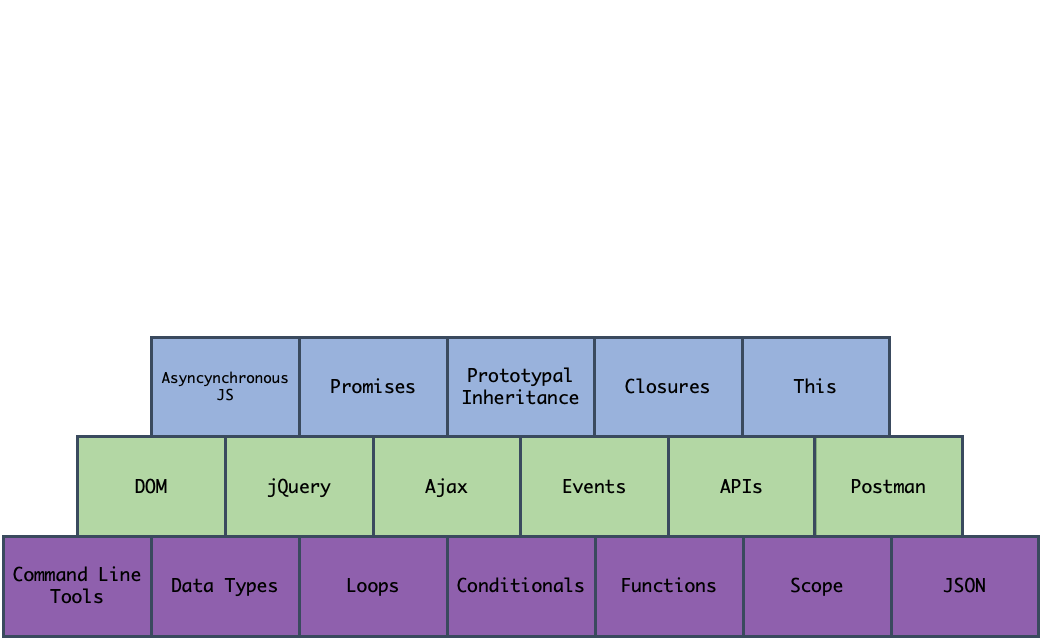 Asyncynchronous
JS
Promises
Prototypal
Inheritance
Closures
This
DOM
jQuery
Ajax
Events
APIs
Postman
Command Line
Tools
Data Types
Loops
Conditionals
Functions
Scope
JSON